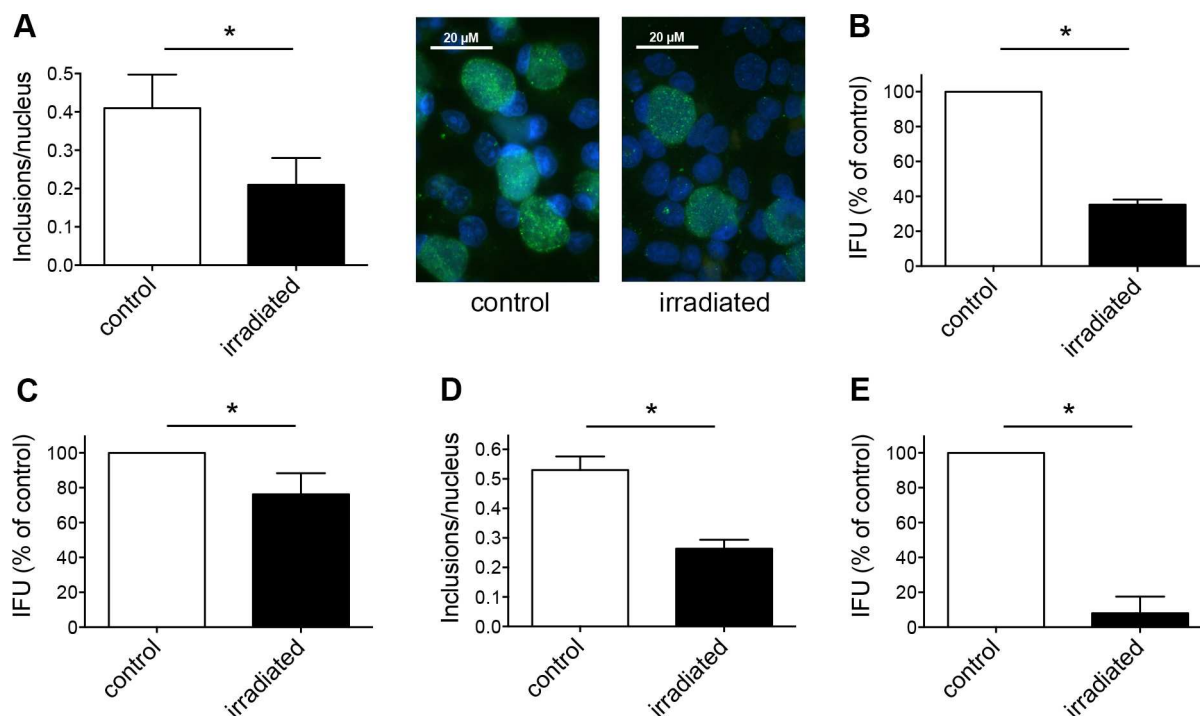 A
*
Inclusions/nucleus
0.5
0.4
0.3
0.2
0.1
0.0
control
irradiated
20 µM
control
20 µM
irradiated
B
*
IFU (% of control)
100
80
60
40
20
0
control
irradiated
C
*
IFU (% of control)
100
80
60
40
20
0
control
irradiated
D
*
Inclusions/nucleus
0.6
0.5
0.4
0.3
0.2
0.1
0.0
control
irradiated
E
*
IFU (% of control)
100
80
60
40
20
0
control
irradiated